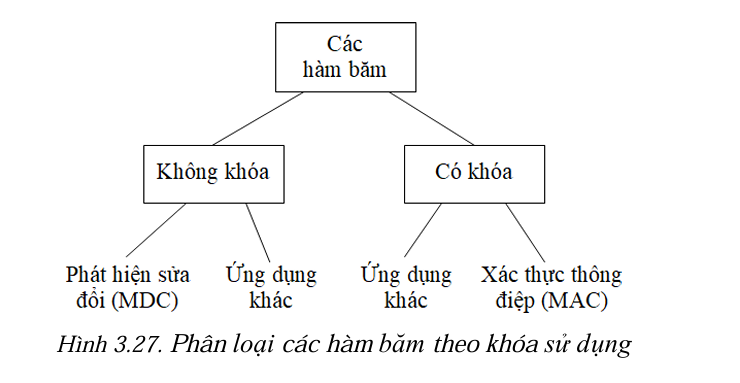 Các
hàm băm
Không khóa
Có khóa
Phát hiện sửa
đổi (MDC)
Ứng dụng
khác
Ứng dụng
khác
Xác thực thông
điệp (MAC)
Hình 3.27. Phân loại các hàm băm theo khóa sử dụng